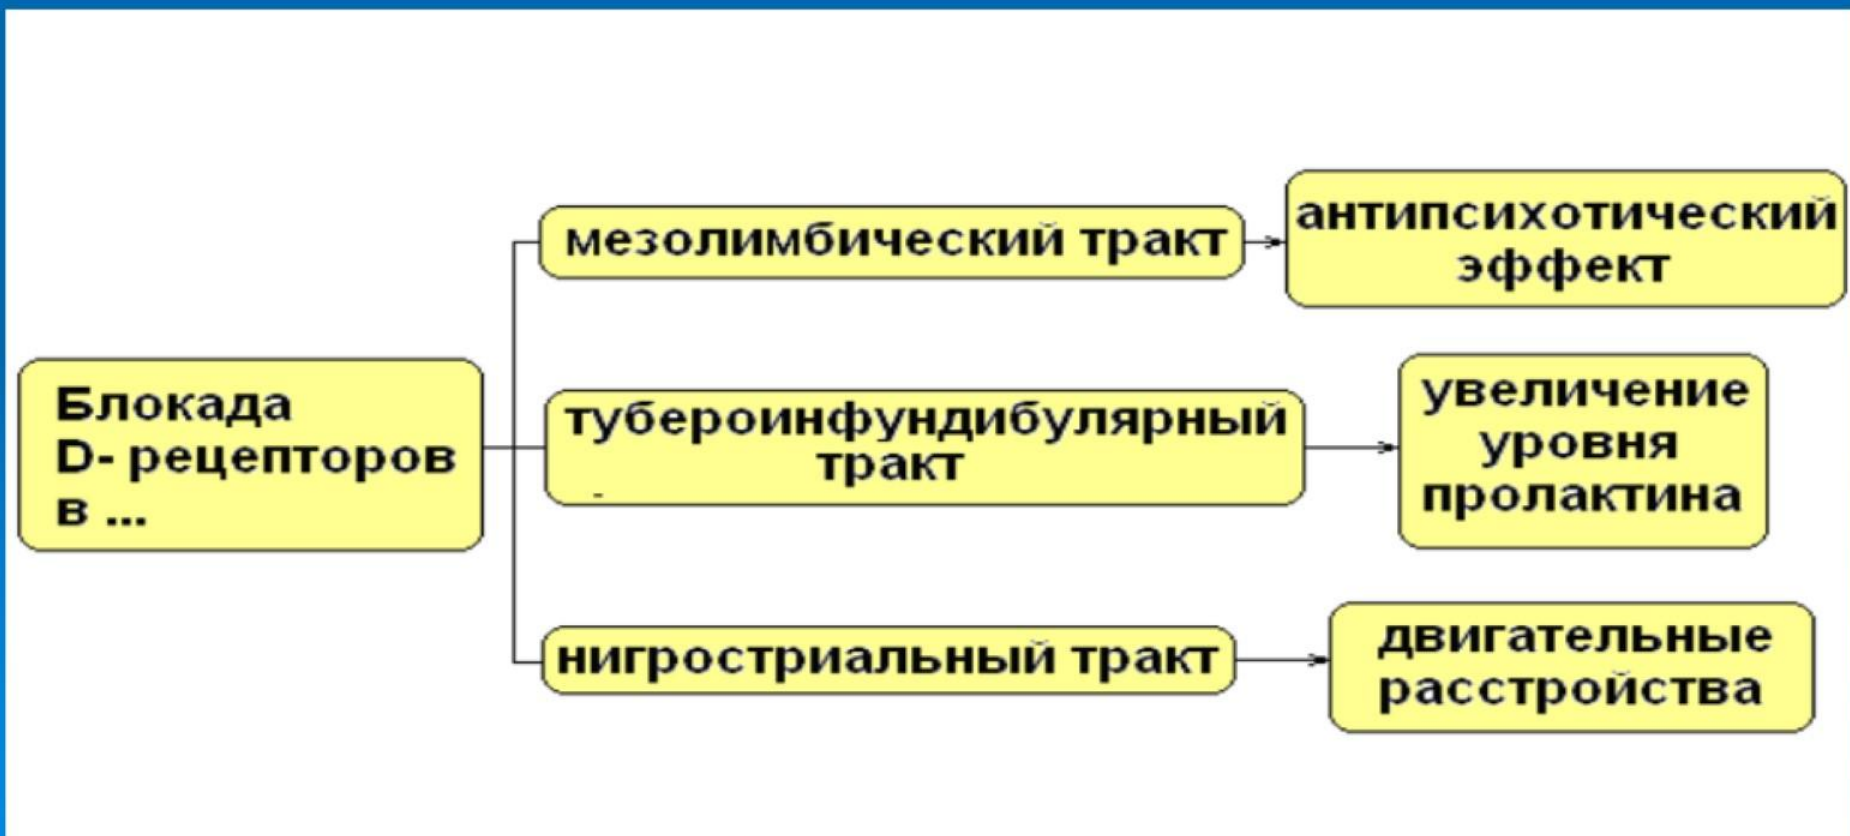 Блокада
D- рецепторов
в ...
мезолимбический тракт
антипсихотический
эффект
тубероинфундибулярный
тракт
увеличение
уровня
пролактина
нигростриальный тракт
двигательные
расстройства